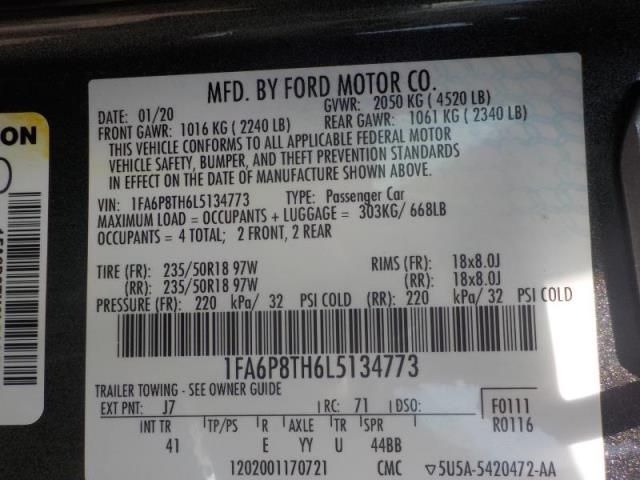 MFD. BY FORD MOTOR CO.
DATE: 01/20 GVWR: 2050 KG ( 4520 LB)
FRONT GAWR: 1016 KG ( 2240 LB) REAR GAWR: 1061 KG ( 2340 LB)
THIS VEHICLE CONFORMS TO ALL APPLICABLE FEDERAL MOTOR
VEHICLE SAFETY, BUMPER, AND THEFT PREVENTION STANDARDS
IN EFFECT ON THE DATE OF MANUFACTURE SHOWN ABOVE.
VIN: 1FA6P8TH6L5134773 TYPE: Passenger Car
MAXIMUM LOAD = OCCUPANTS + LUGGAGE = 303KG/ 668LB
OCCUPANTS = 4 TOTAL; 2 FRONT, 2 REAR
TIRE (FR): 235/50R18 97W RIMS (FR): 18x8.0J
(RR): 235/50R18 97W (RR): 18x8.0J
PRESSURE (FR): 220 kPa/ 32 PSI COLD (RR): 220 kPa/ 32 PSI COLD
1FA6P8TH6L5134773
TRAILER TOWING - SEE OWNER GUIDE
EXT PNT: J7 RC: 71 DSO: F0111
INT TR TP/PS R AXLE TR SPR R0116
41 E YY U 44BB
1202001170721 CMC ▽5U5A-5420472-AA
ON